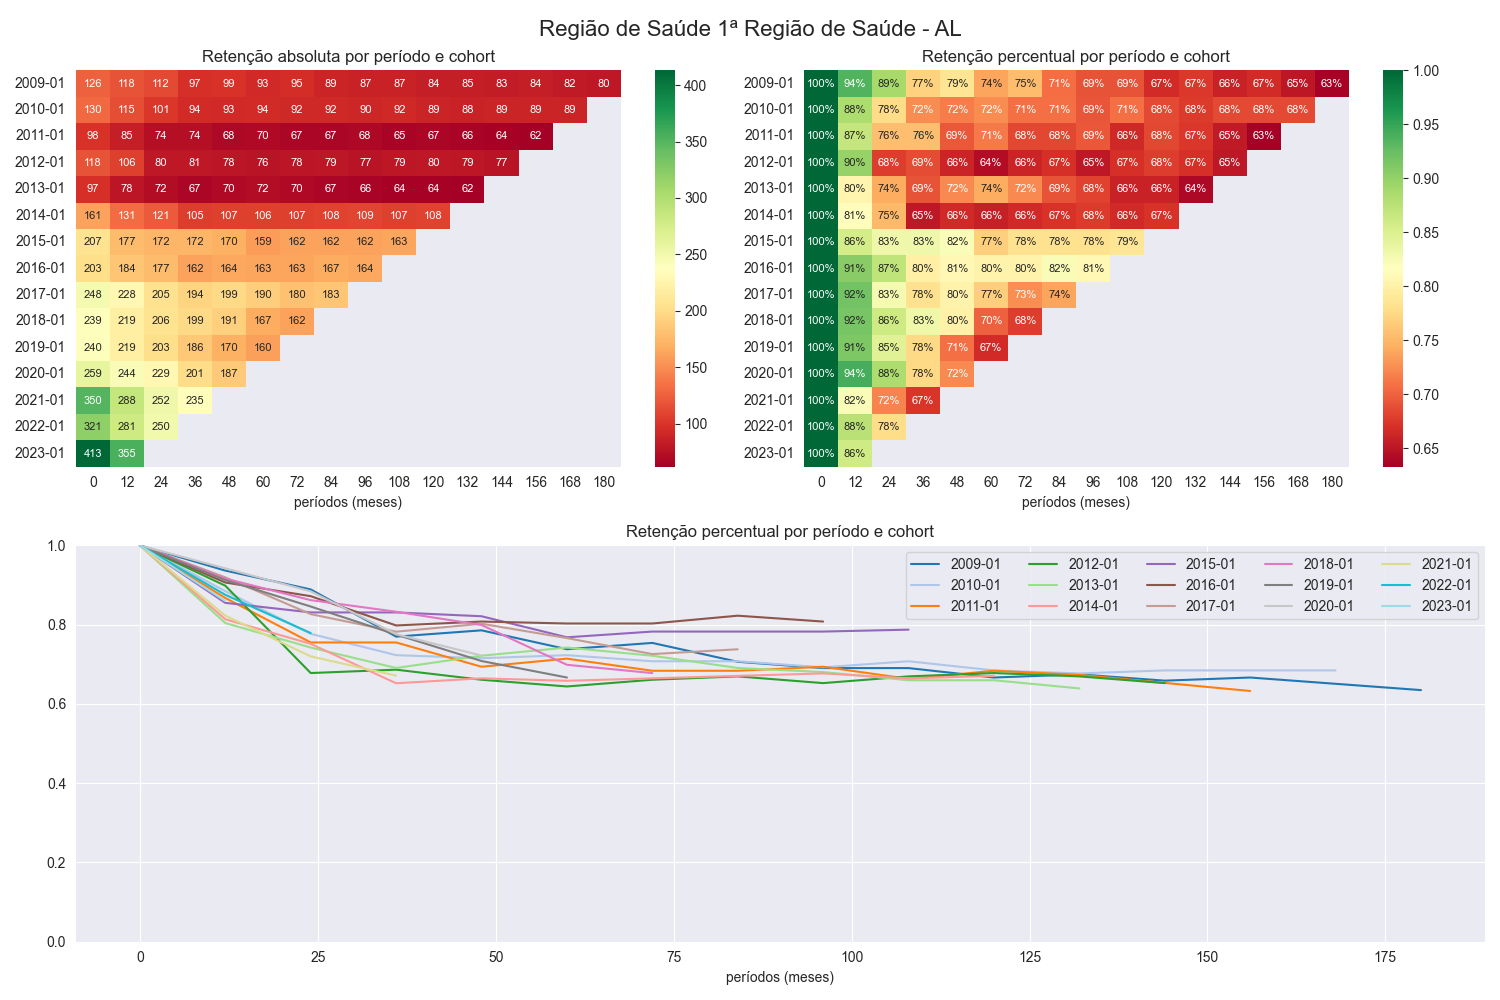 Região de Saúde 1ª Região de Saúde - AL
Retenção absoluta por período e cohort
2009-01 126 118 112 97 99 93 95 89 87 87 84 85 83 84 82 80
2010-01 130 115 101 94 93 94 92 92 90 92 89 88 89 89 89
2011-01 98 85 74 74 68 70 67 67 68 65 67 66 64 62
2012-01 118 106 80 81 78 76 78 79 77 79 80 79 77
2013-01 97 78 72 67 70 72 70 67 66 64 64 62
2014-01 161 131 121 105 107 106 107 108 109 107 108
2015-01 207 177 172 172 170 159 162 162 162 163
2016-01 203 184 177 162 164 163 163 167 164
2017-01 248 228 205 194 199 190 180 183
2018-01 239 219 206 199 191 167 162
2019-01 240 219 203 186 170 160
2020-01 259 244 229 201 187
2021-01 350 288 252 235
2022-01 321 281 250
2023-01 413 355
0 12 24 36 48 60 72 84 96 108 120 132 144 156 168 180
períodos (meses)
400
350
300
250
200
150
100
Retenção percentual por período e cohort
2009-01 100% 94% 89% 77% 79% 74% 75% 71% 69% 69% 67% 67% 66% 67% 65% 63%
2010-01 100% 88% 78% 72% 72% 72% 71% 71% 69% 71% 68% 68% 68% 68% 68%
2011-01 100% 87% 76% 76% 69% 71% 68% 68% 69% 66% 68% 67% 65% 63%
2012-01 100% 90% 68% 69% 66% 64% 66% 67% 65% 67% 68% 67% 65%
2013-01 100% 80% 74% 69% 72% 74% 72% 69% 68% 66% 66% 64%
2014-01 100% 81% 75% 65% 66% 66% 66% 67% 68% 66% 67%
2015-01 100% 86% 83% 83% 82% 77% 78% 78% 78% 79%
2016-01 100% 91% 87% 80% 81% 80% 80% 82% 81%
2017-01 100% 92% 83% 78% 80% 77% 73% 74%
2018-01 100% 92% 86% 83% 80% 70% 68%
2019-01 100% 91% 85% 78% 71% 67%
2020-01 100% 94% 88% 78% 72%
2021-01 100% 82% 72% 67%
2022-01 100% 88% 78%
2023-01 100% 86%
0 12 24 36 48 60 72 84 96 108 120 132 144 156 168 180
períodos (meses)
1.00
0.95
0.90
0.85
0.80
0.75
0.70
0.65
Retenção percentual por período e cohort
1.0
0.8
0.6
0.4
0.2
0.0
2009-01 2012-01 2015-01 2018-01 2021-01
2010-01 2013-01 2016-01 2019-01 2022-01
2011-01 2014-01 2017-01 2020-01 2023-01
0 25 50 75 100 125 150 175
períodos (meses)